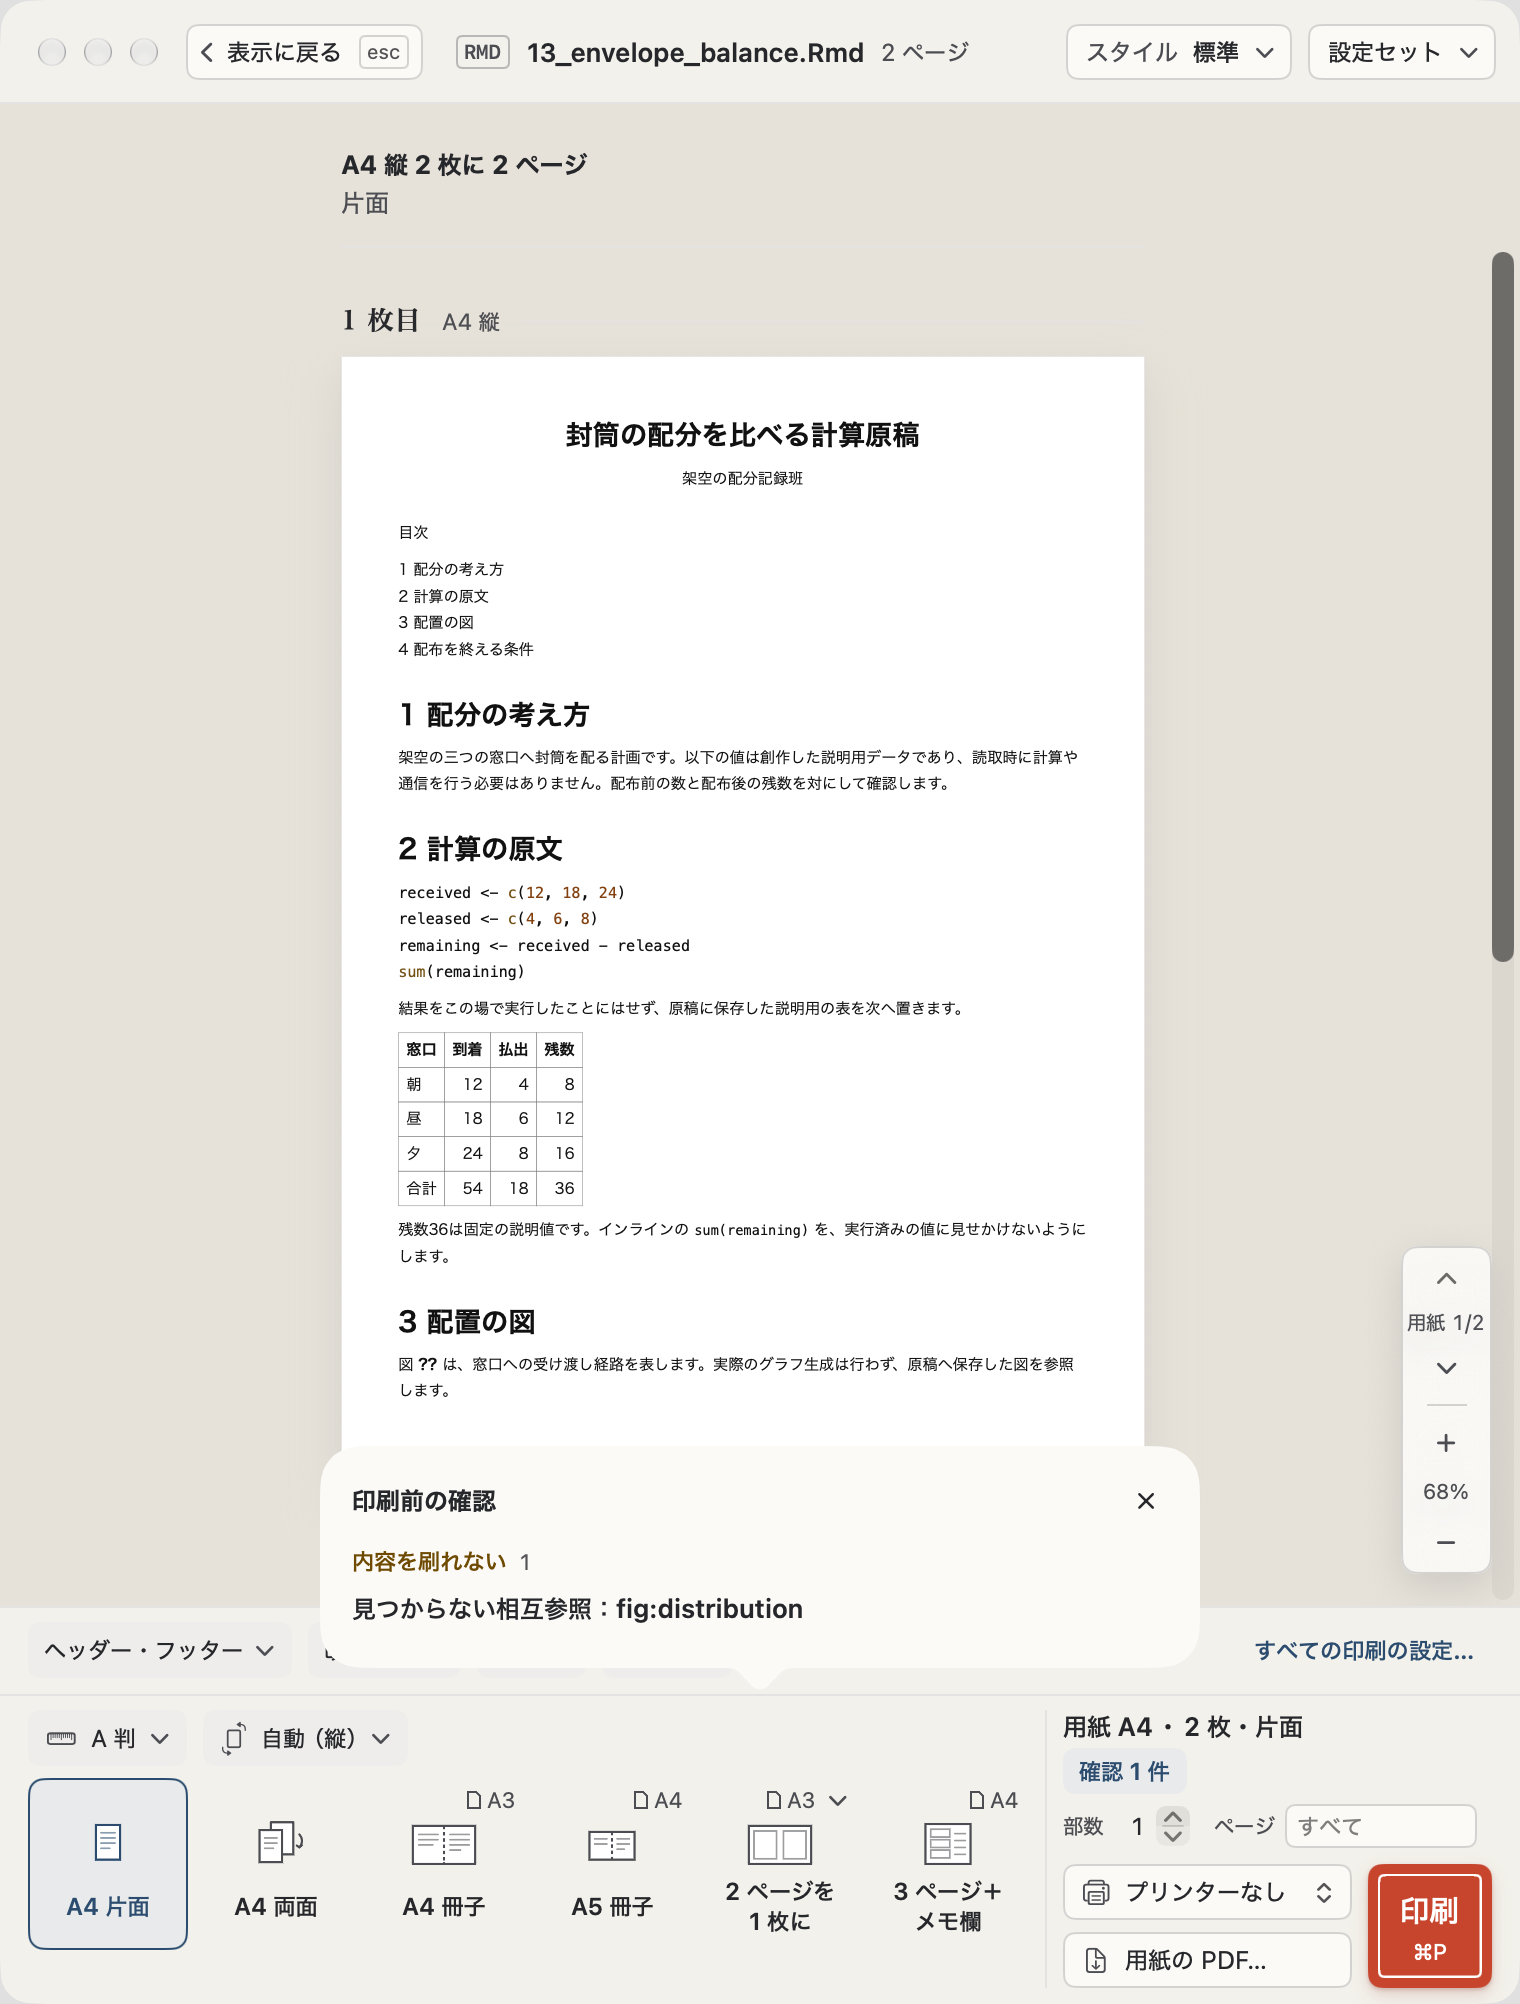 表示に戻る esc
RMD 13_envelope_balance.Rmd 2 ページ
スタイル 標準
設定セット
A4 縦 2 枚に 2 ページ
片面
1 枚目 A4 縦
封筒の配分を比べる計算原稿
架空の配分記録班
目次
1 配分の考え方
2 計算の原文
3 配置の図
4 配布を終える条件
1 配分の考え方
架空の三つの窓口へ封筒を配る計画です。以下の値は創作した説明用データであり、読取時に計算や
通信を行う必要はありません。配布前の数と配布後の残数を対にして確認します。
2 計算の原文
received <- c(12, 18, 24)
released <- c(4, 6, 8)
remaining <- received - released
sum(remaining)
結果をこの場で実行したことにはせず、原稿に保存した説明用の表を次へ置きます。
窓口 到着 払出 残数
朝 12 4 8
昼 18 6 12
夕 24 8 16
合計 54 18 36
残数36は固定の説明値です。インラインの sum(remaining) を、実行済みの値に見せかけないように
します。
3 配置の図
図 ?? は、窓口への受け渡し経路を表します。実際のグラフ生成は行わず、原稿へ保存した図を参照
します。
用紙 1/2
68%
印刷前の確認
内容を刷れない 1
見つからない相互参照：fig:distribution
ヘッダー・フッター
すべての印刷の設定...
A 判
自動（縦）
A4 片面
A4 両面
A3
A4 冊子
A4
A5 冊子
A3
2 ページを
1 枚に
A4
3 ページ＋
メモ欄
用紙 A4・2 枚・片面
確認 1 件
部数 1 ページ すべて
プリンターなし
用紙の PDF...
印刷
⌘P